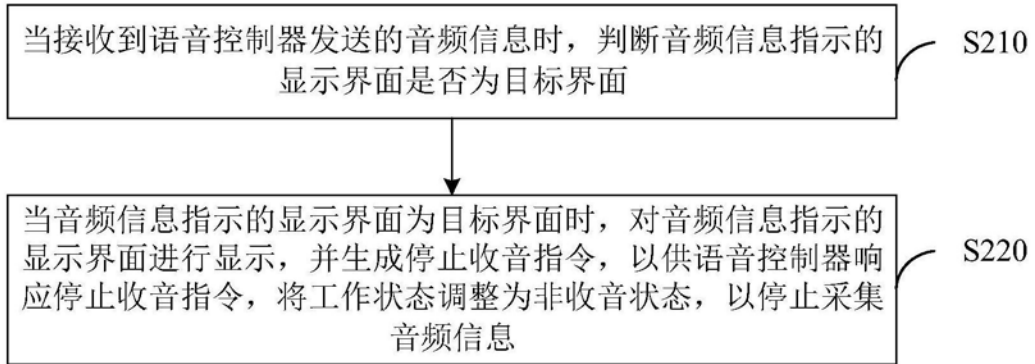 当接收到语音控制器发送的音频信息时，判断音频信息指示的
显示界面是否为目标界面
S210
当音频信息指示的显示界面为目标界面时，对音频信息指示的
显示界面进行显示，并生成停止收音指令，以供语音控制器响
应停止收音指令，将工作状态调整为非收音状态，以停止采集
音频信息
S220